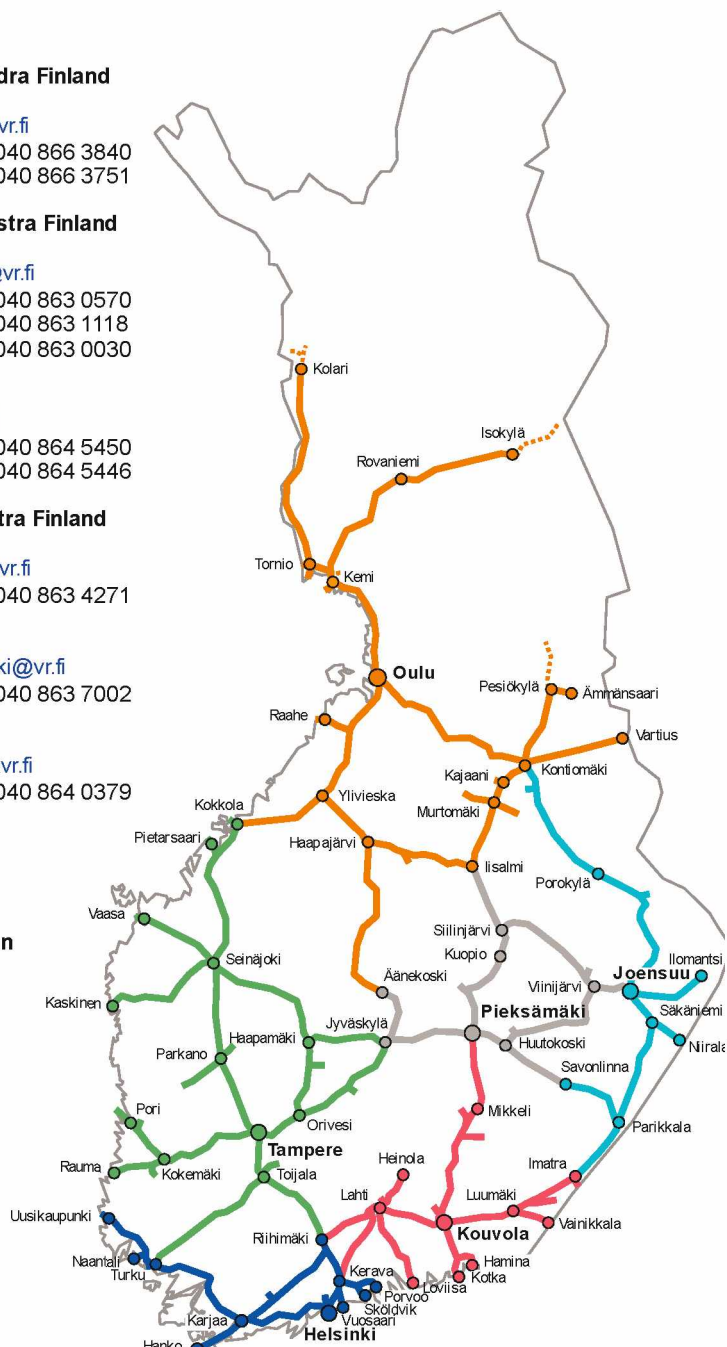 dra Finland
vr.fi
040 866 3840
040 866 3751
stra Finland
@vr.fi
040 863 0570
040 863 1118
040 863 0030
040 864 5450
040 864 5446
tra Finland
vr.fi
040 863 4271
ki@vr.fi
040 863 7002
vr.fi
040 864 0379
n
Kolari
Isokylä
Rovaniemi
Tornio
Kemi
Oulu
Pesiökylä
Ämmänsaari
Raahe
Vartius
Kontiomäki
Kajaani
Ylivieska
Murtomäki
Kokkola
Pietarsaari
Haapajärvi
Iisalmi
Porokylä
Vaasa
Siilinjärvi
Kuopio
Seinäjoki
Äänekoski
Viinijärvi
Joensuu
Ilomantsi
Kaskinen
Pieksämäki
Säkäniemi
Jyväskylä
Haapamäki
Huutokoski
Niirala
Parkano
Savonlinna
Pori
Orivesi
Mikkeli
Parikkala
Tampere
Heinola
Imatra
Rauma
Kokemäki
Toijala
Lahti
Luumäki
Uusikaupunki
Vainikkala
Kouvola
Riihimäki
Naantali
Hamina
Turku
Kerava
Kotka
Loviisa
Porvoo
Sköldvik
Karjaa
Vuosaari
Helsinki
Hanko